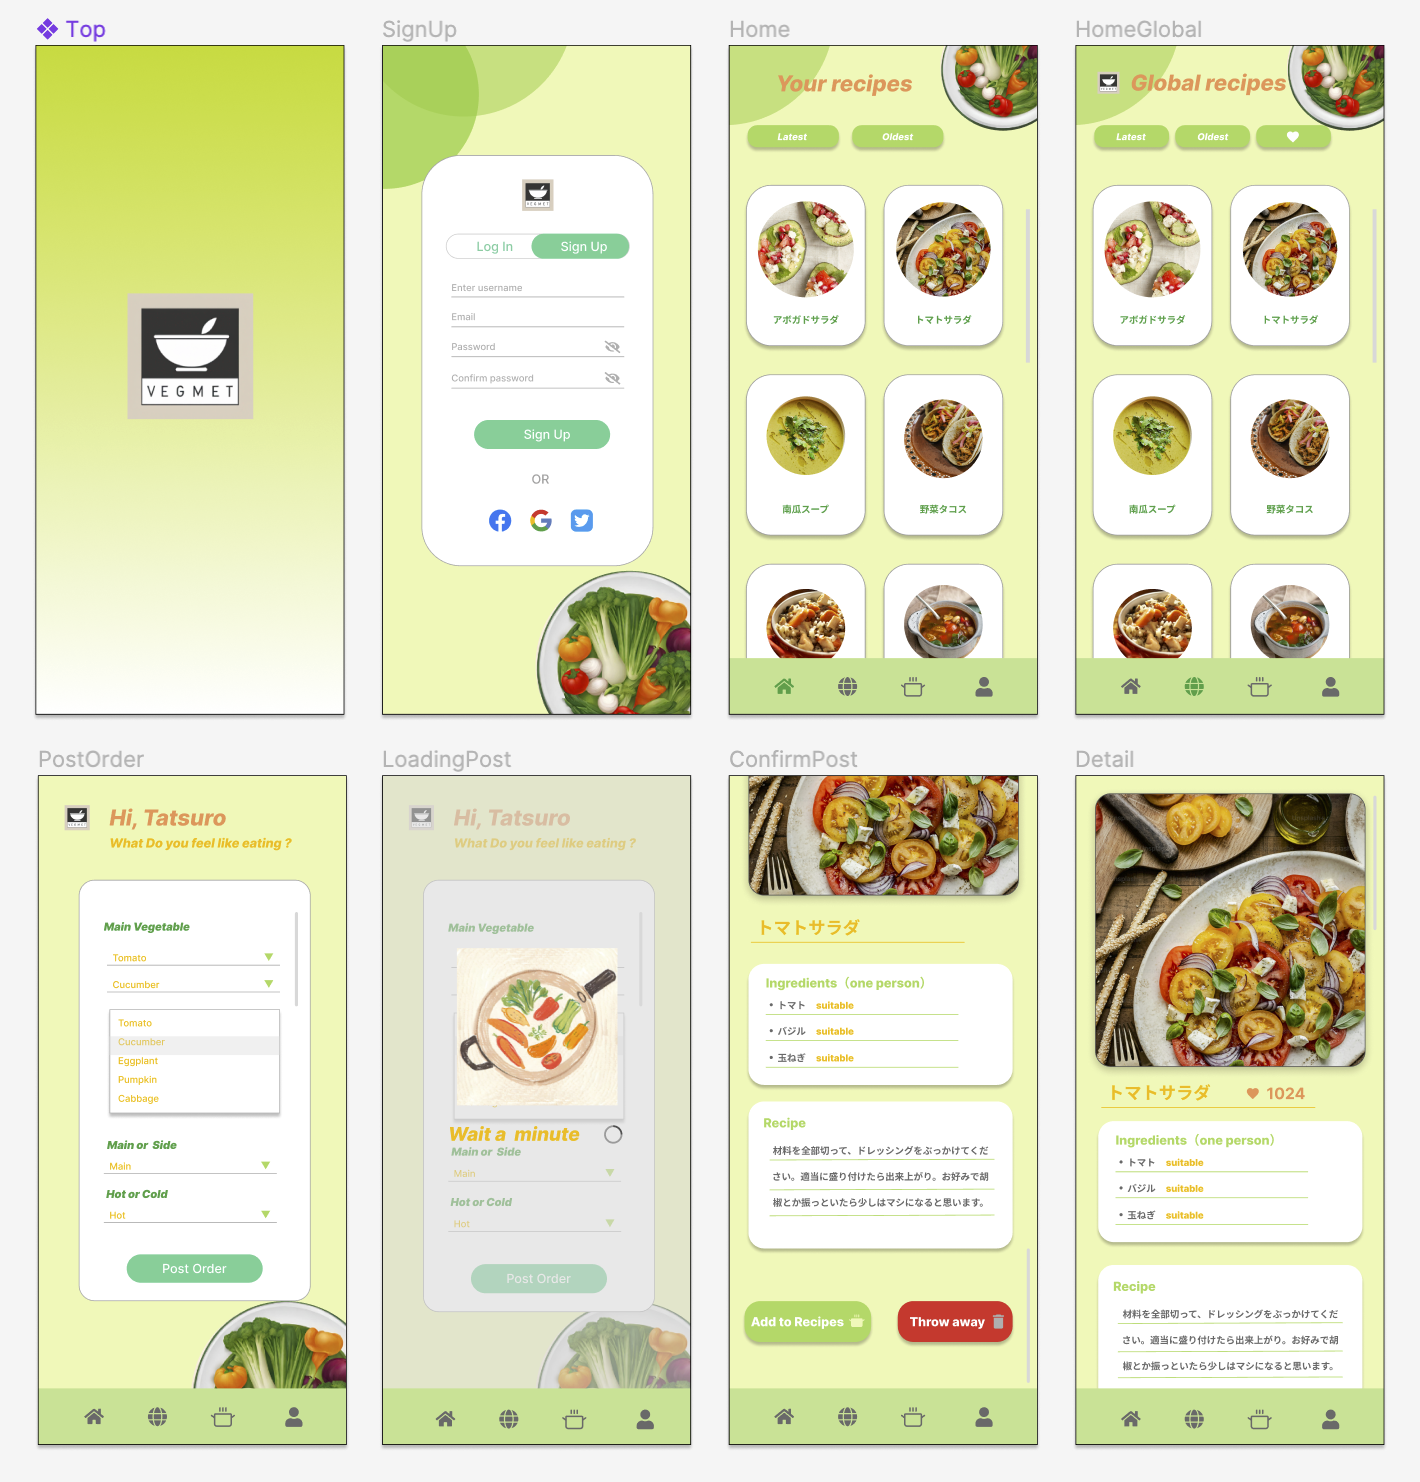 Top
VEGMET
SignUp
VEGMET
Log In
Sign Up
Enter username
Email
Password
Confirm password
Sign Up
OR
Home
Your recipes
Latest
Oldest
アボガドサラダ
トマトサラダ
南瓜スープ
野菜タコス
HomeGlobal
Global recipes
Latest
Oldest
アボガドサラダ
トマトサラダ
南瓜スープ
野菜タコス
PostOrder
Hi, Tatsuro
What Do you feel like eating ?
Main Vegetable
Tomato
Cucumber
Tomato
Cucumber
Eggplant
Pumpkin
Cabbage
Main or Side
Main
Hot or Cold
Hot
Post Order
LoadingPost
Hi, Tatsuro
What Do you feel like eating ?
Main Vegetable
Wait a minute
Main or Side
Main
Hot or Cold
Hot
Post Order
ConfirmPost
トマトサラダ
Ingredients（one person）
• トマト suitable
• バジル suitable
• 玉ねぎ suitable
Recipe
材料を全部切って、ドレッシングをぶっかけてくだ
さい。適当に盛り付けたら出来上がり。お好みで胡
椒とか振っといたら少しはマシになると思います。
Add to Recipes
Throw away
Detail
トマトサラダ
1024
Ingredients（one person）
• トマト suitable
• バジル suitable
• 玉ねぎ suitable
Recipe
材料を全部切って、ドレッシングをぶっかけてくだ
さい。適当に盛り付けたら出来上がり。お好みで胡
椒とか振っといたら少しはマシになると思います。